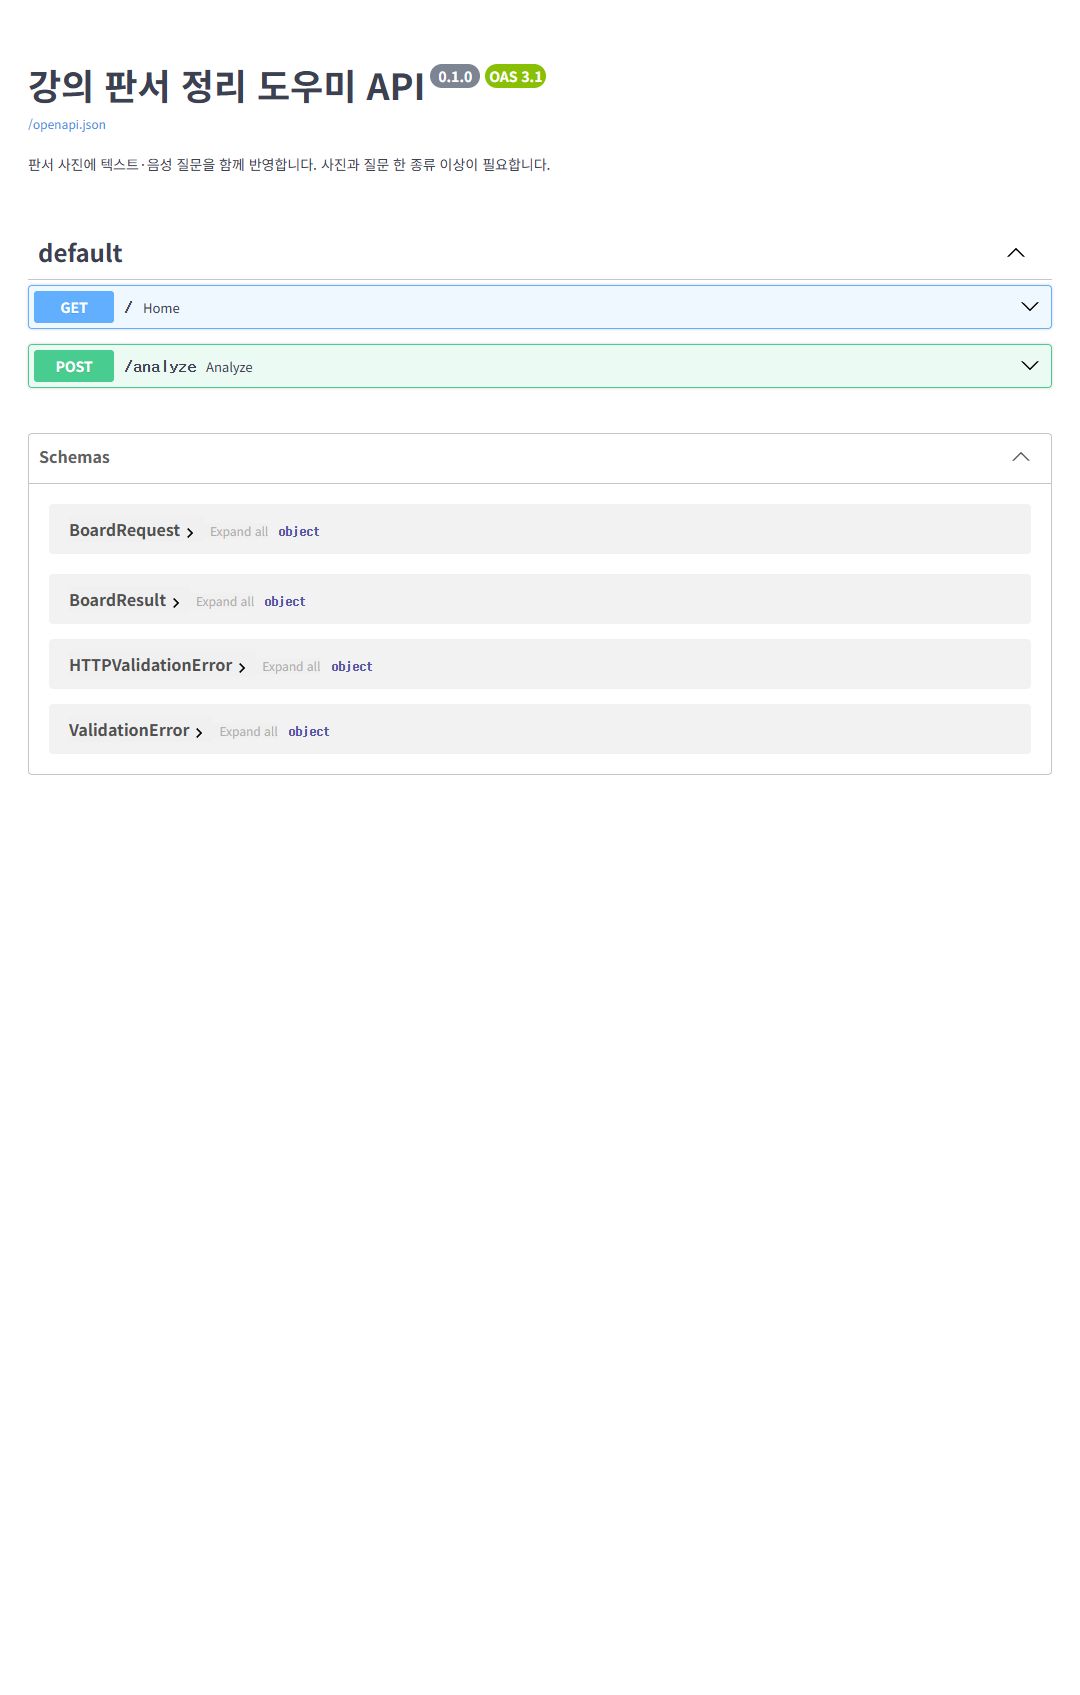 강의 판서 정리 도우미 API 0.1.0 OAS 3.1
/openapi.json
판서 사진에 텍스트·음성 질문을 함께 반영합니다. 사진과 질문 한 종류 이상이 필요합니다.
default
GET / Home
POST /analyze Analyze
Schemas
BoardRequest Expand all object
BoardResult Expand all object
HTTPValidationError Expand all object
ValidationError Expand all object